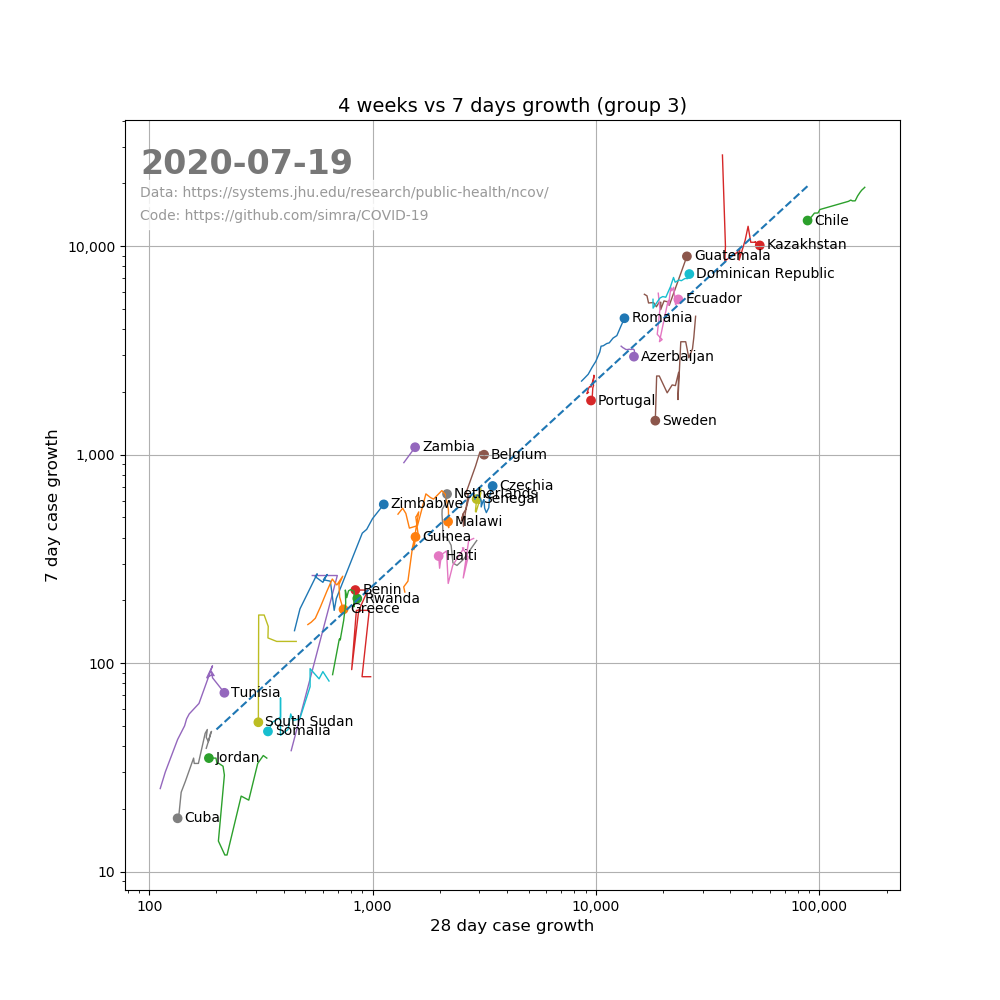 4 weeks vs 7 days growth (group 3)
2020-07-19
Data: https://systems.jhu.edu/research/public-health/ncov/
Code: https://github.com/simra/COVID-19
Chile
10,000
Kazakhstan
Guatemala
Dominican Republic
Ecuador
Romania
Azerbaijan
Portugal
Sweden
Zambia
1,000
Belgium
Czechia
Netherlands
Senegal
Zimbabwe
Malawi
Guinea
Haiti
Benin
Rwanda
Greece
100
Tunisia
South Sudan
Somalia
Jordan
Cuba
10
7 day case growth
100
1,000
10,000
100,000
28 day case growth